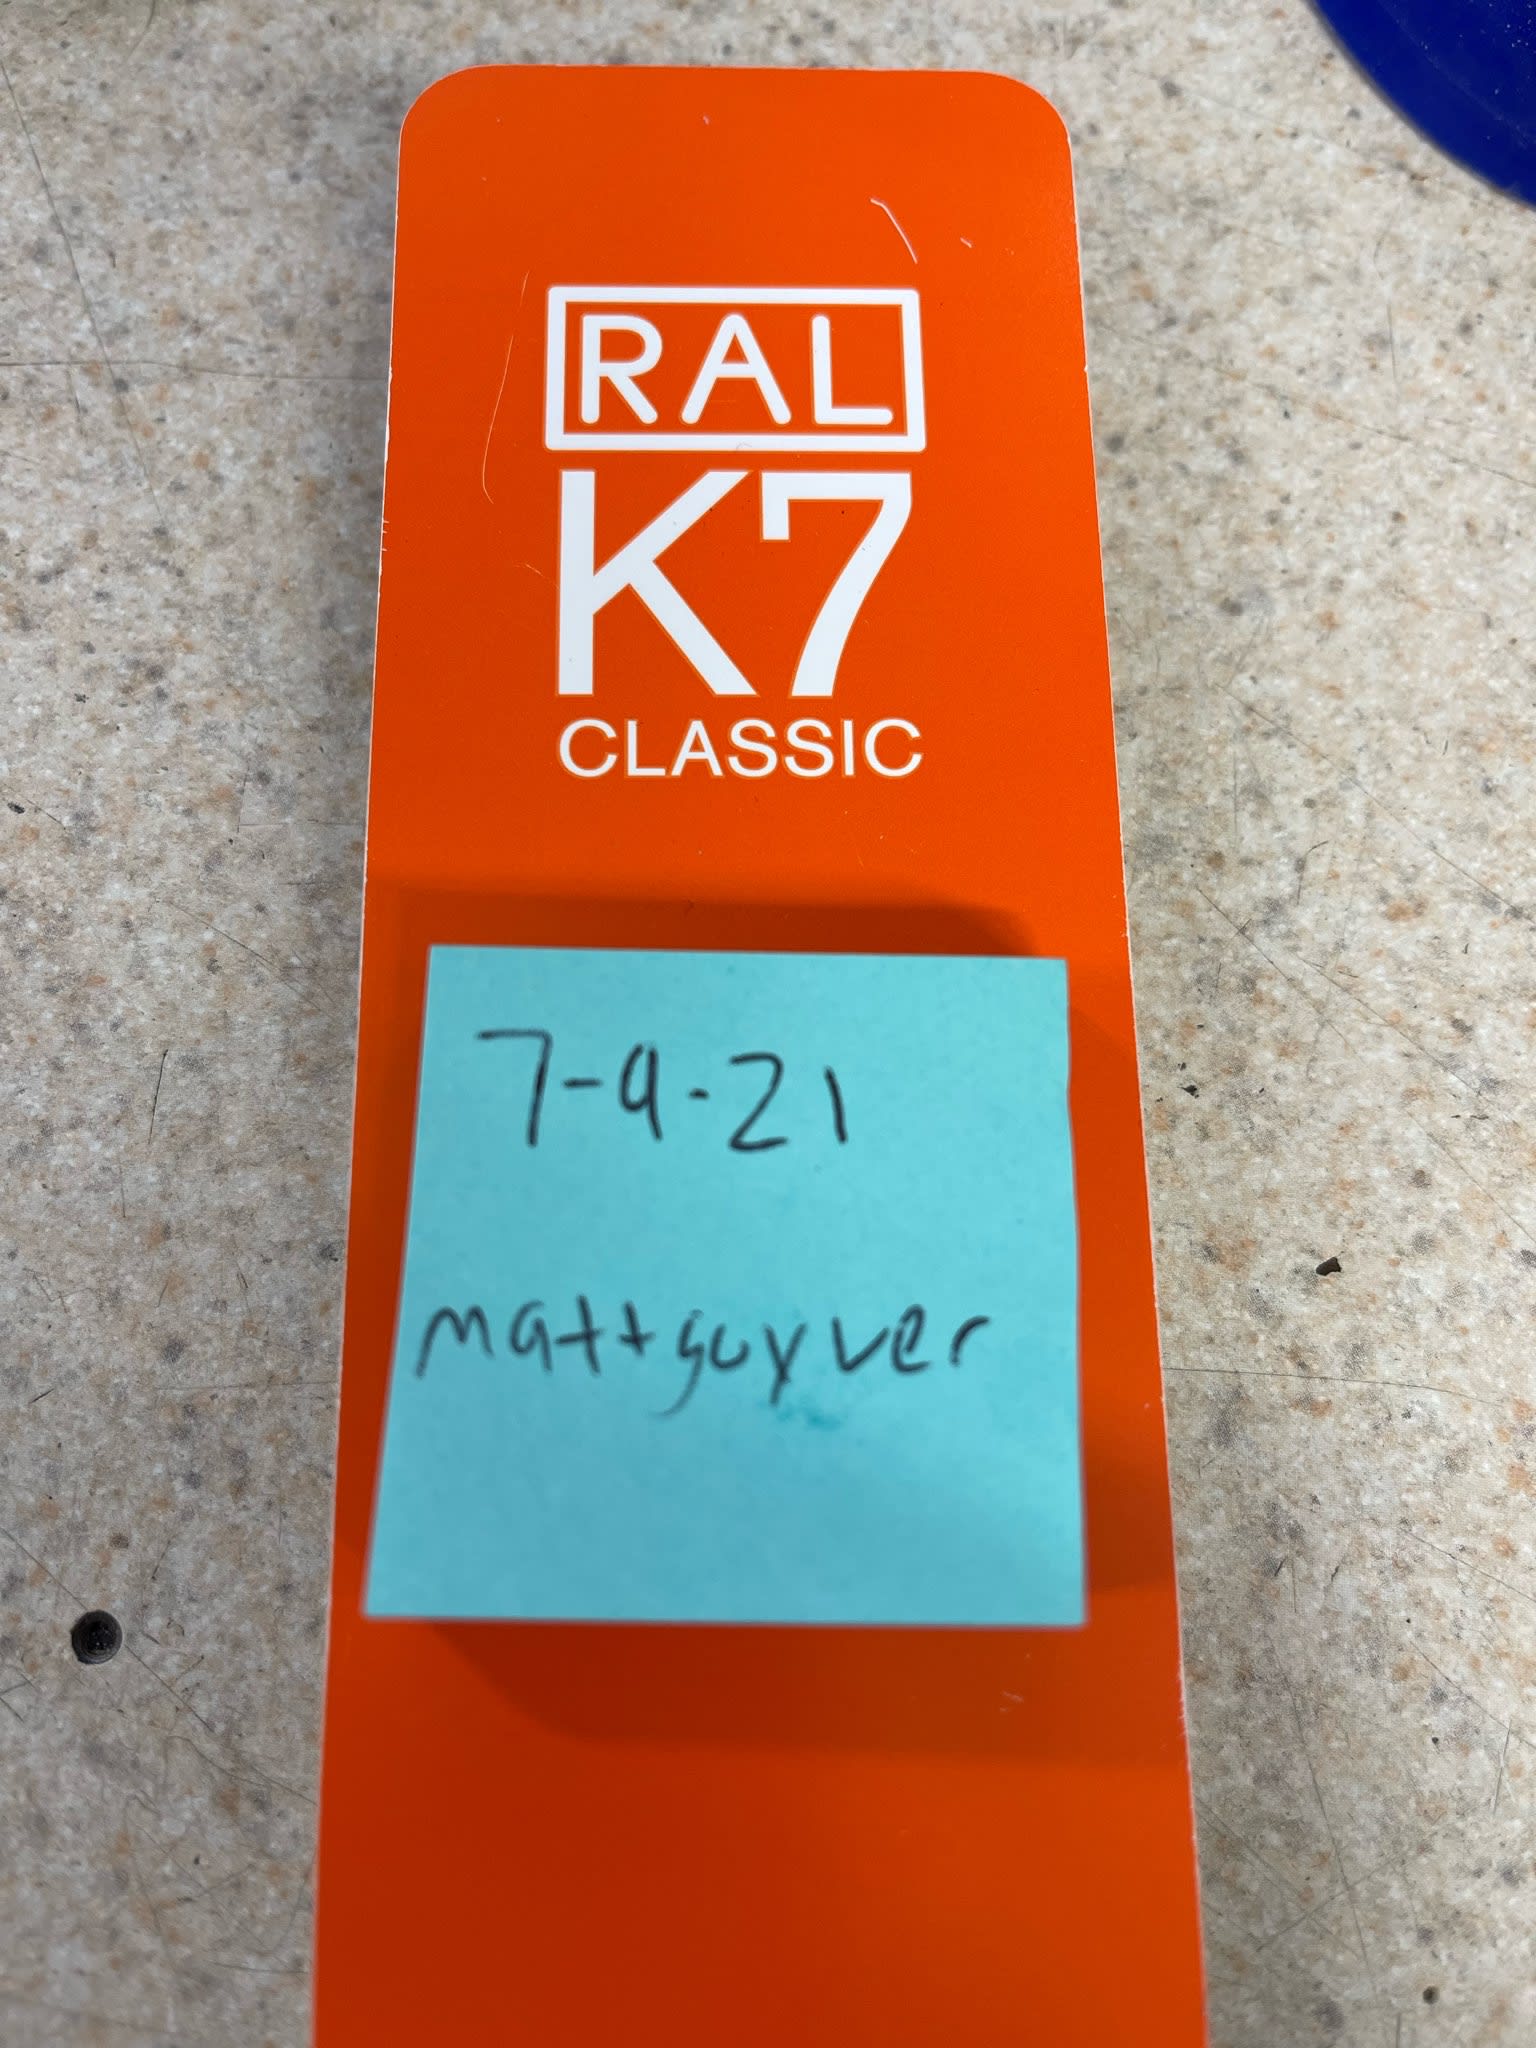 RAL
K7
CLASSIC
7-9-21
mattguyver